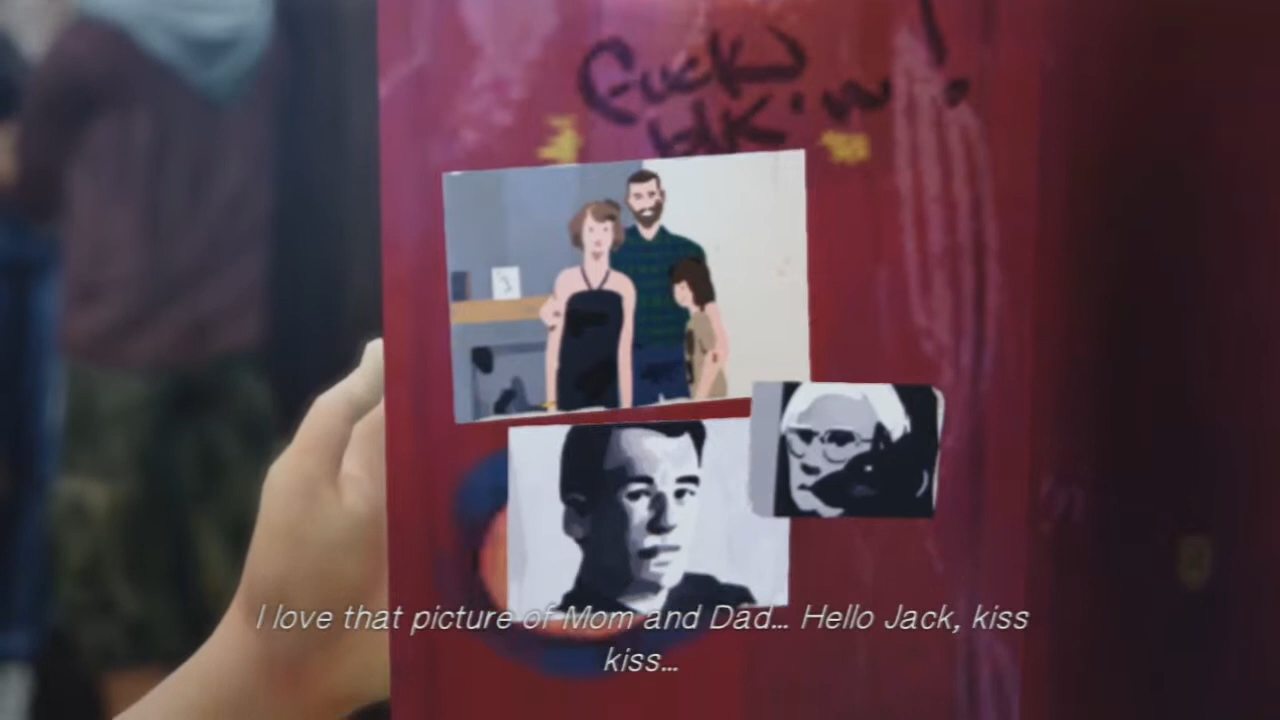 Fuck
I love that picture of Mom and Dad... Hello Jack, kiss
kiss...